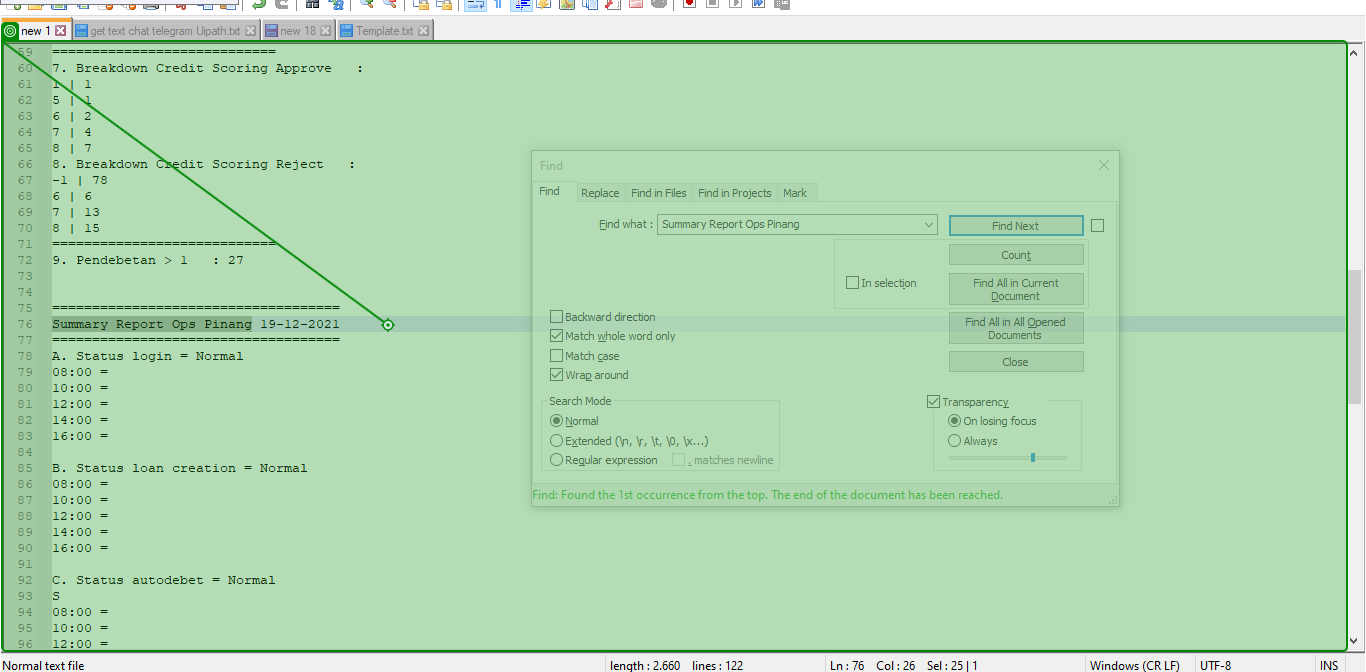 new 1
get text chat telegram Uipath.txt
new 18
Template.txt
59 ============================
60 7. Breakdown Credit Scoring Approve   :
61 1 | 1
62 5 | 1
63 6 | 2
64 7 | 4
65 8 | 7
66 8. Breakdown Credit Scoring Reject   :
67 -1 | 78
68 6 | 6
69 7 | 13
70 8 | 15
71 ============================
72 9. Pendebetan > 1   : 27
73
74
75 ====================================
76 Summary Report Ops Pinang 19-12-2021
77 ====================================
78 A. Status login = Normal
79 08:00 =
80 10:00 =
81 12:00 =
82 14:00 =
83 16:00 =
84
85 B. Status loan creation = Normal
86 08:00 =
87 10:00 =
88 12:00 =
89 14:00 =
90 16:00 =
91
92 C. Status autodebet = Normal
93 S
94 08:00 =
95 10:00 =
96 12:00 =
Find
Find
Replace
Find in Files
Find in Projects
Mark
Find what :
Summary Report Ops Pinang
Find Next
Count
In selection
Find All in Current
Document
Backward direction
Find All in All Opened
Documents
Match whole word only
Match case
Close
Wrap around
Search Mode
Normal
Extended (\n, \r, \t, \0, \x...)
Regular expression
. matches newline
Transparency
On losing focus
Always
Find: Found the 1st occurrence from the top. The end of the document has been reached.
Normal text file
length : 2.660   lines : 122
Ln : 76   Col : 26   Sel : 25 | 1
Windows (CR LF)
UTF-8
INS